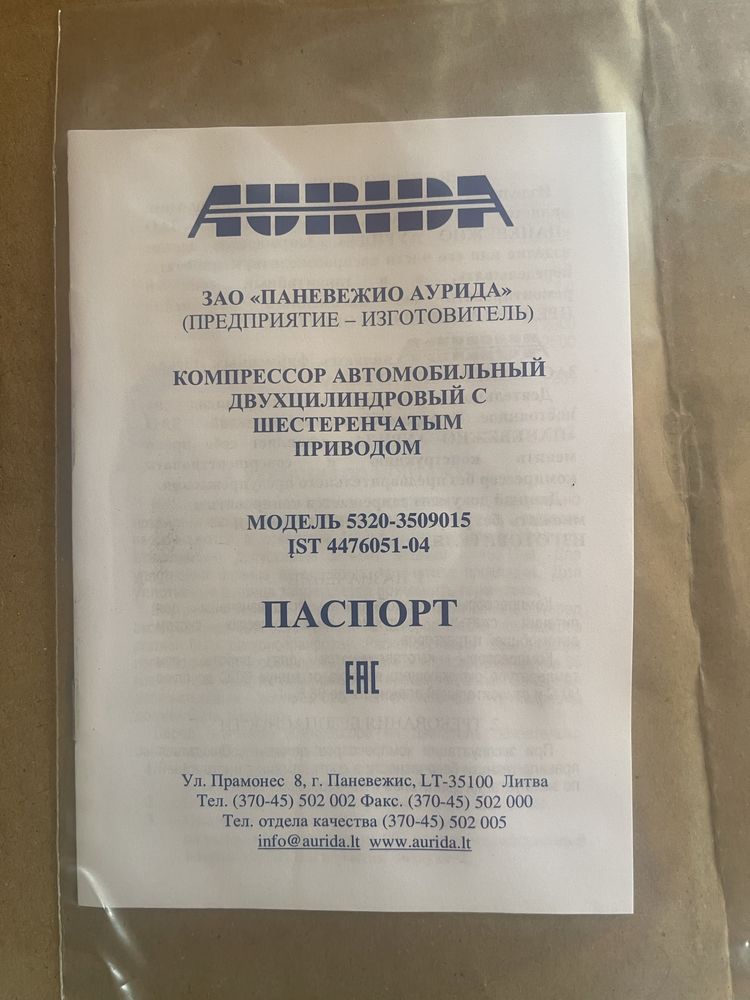 AURIDA
ЗАО «ПАНЕВЕЖИО АУРИДА»
(ПРЕДПРИЯТИЕ – ИЗГОТОВИТЕЛЬ)
КОМПРЕССОР АВТОМОБИЛЬНЫЙ
ДВУХЦИЛИНДРОВЫЙ С
ШЕСТЕРЕНЧАТЫМ
ПРИВОДОМ
МОДЕЛЬ 5320-3509015
ĮST 4476051-04
ПАСПОРТ
EAC
Ул. Прамонес 8, г. Паневежис, LT-35100 Литва
Тел. (370-45) 502 002 Факс. (370-45) 502 000
Тел. отдела качества (370-45) 502 005
info@aurida.lt www.aurida.lt